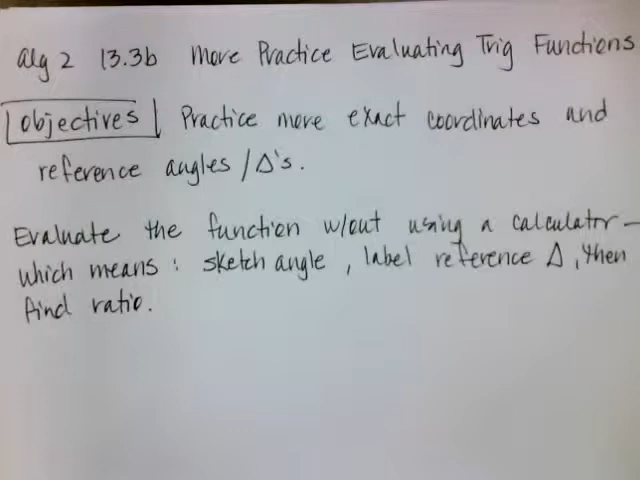 alg 2 13.3b More Practice Evaluating Trig Functions
objectives Practice more exact coordinates and
reference angles / Δ's.
Evaluate the function w/out using a calculator —
which means : sketch angle , label reference Δ , then
find ratio.